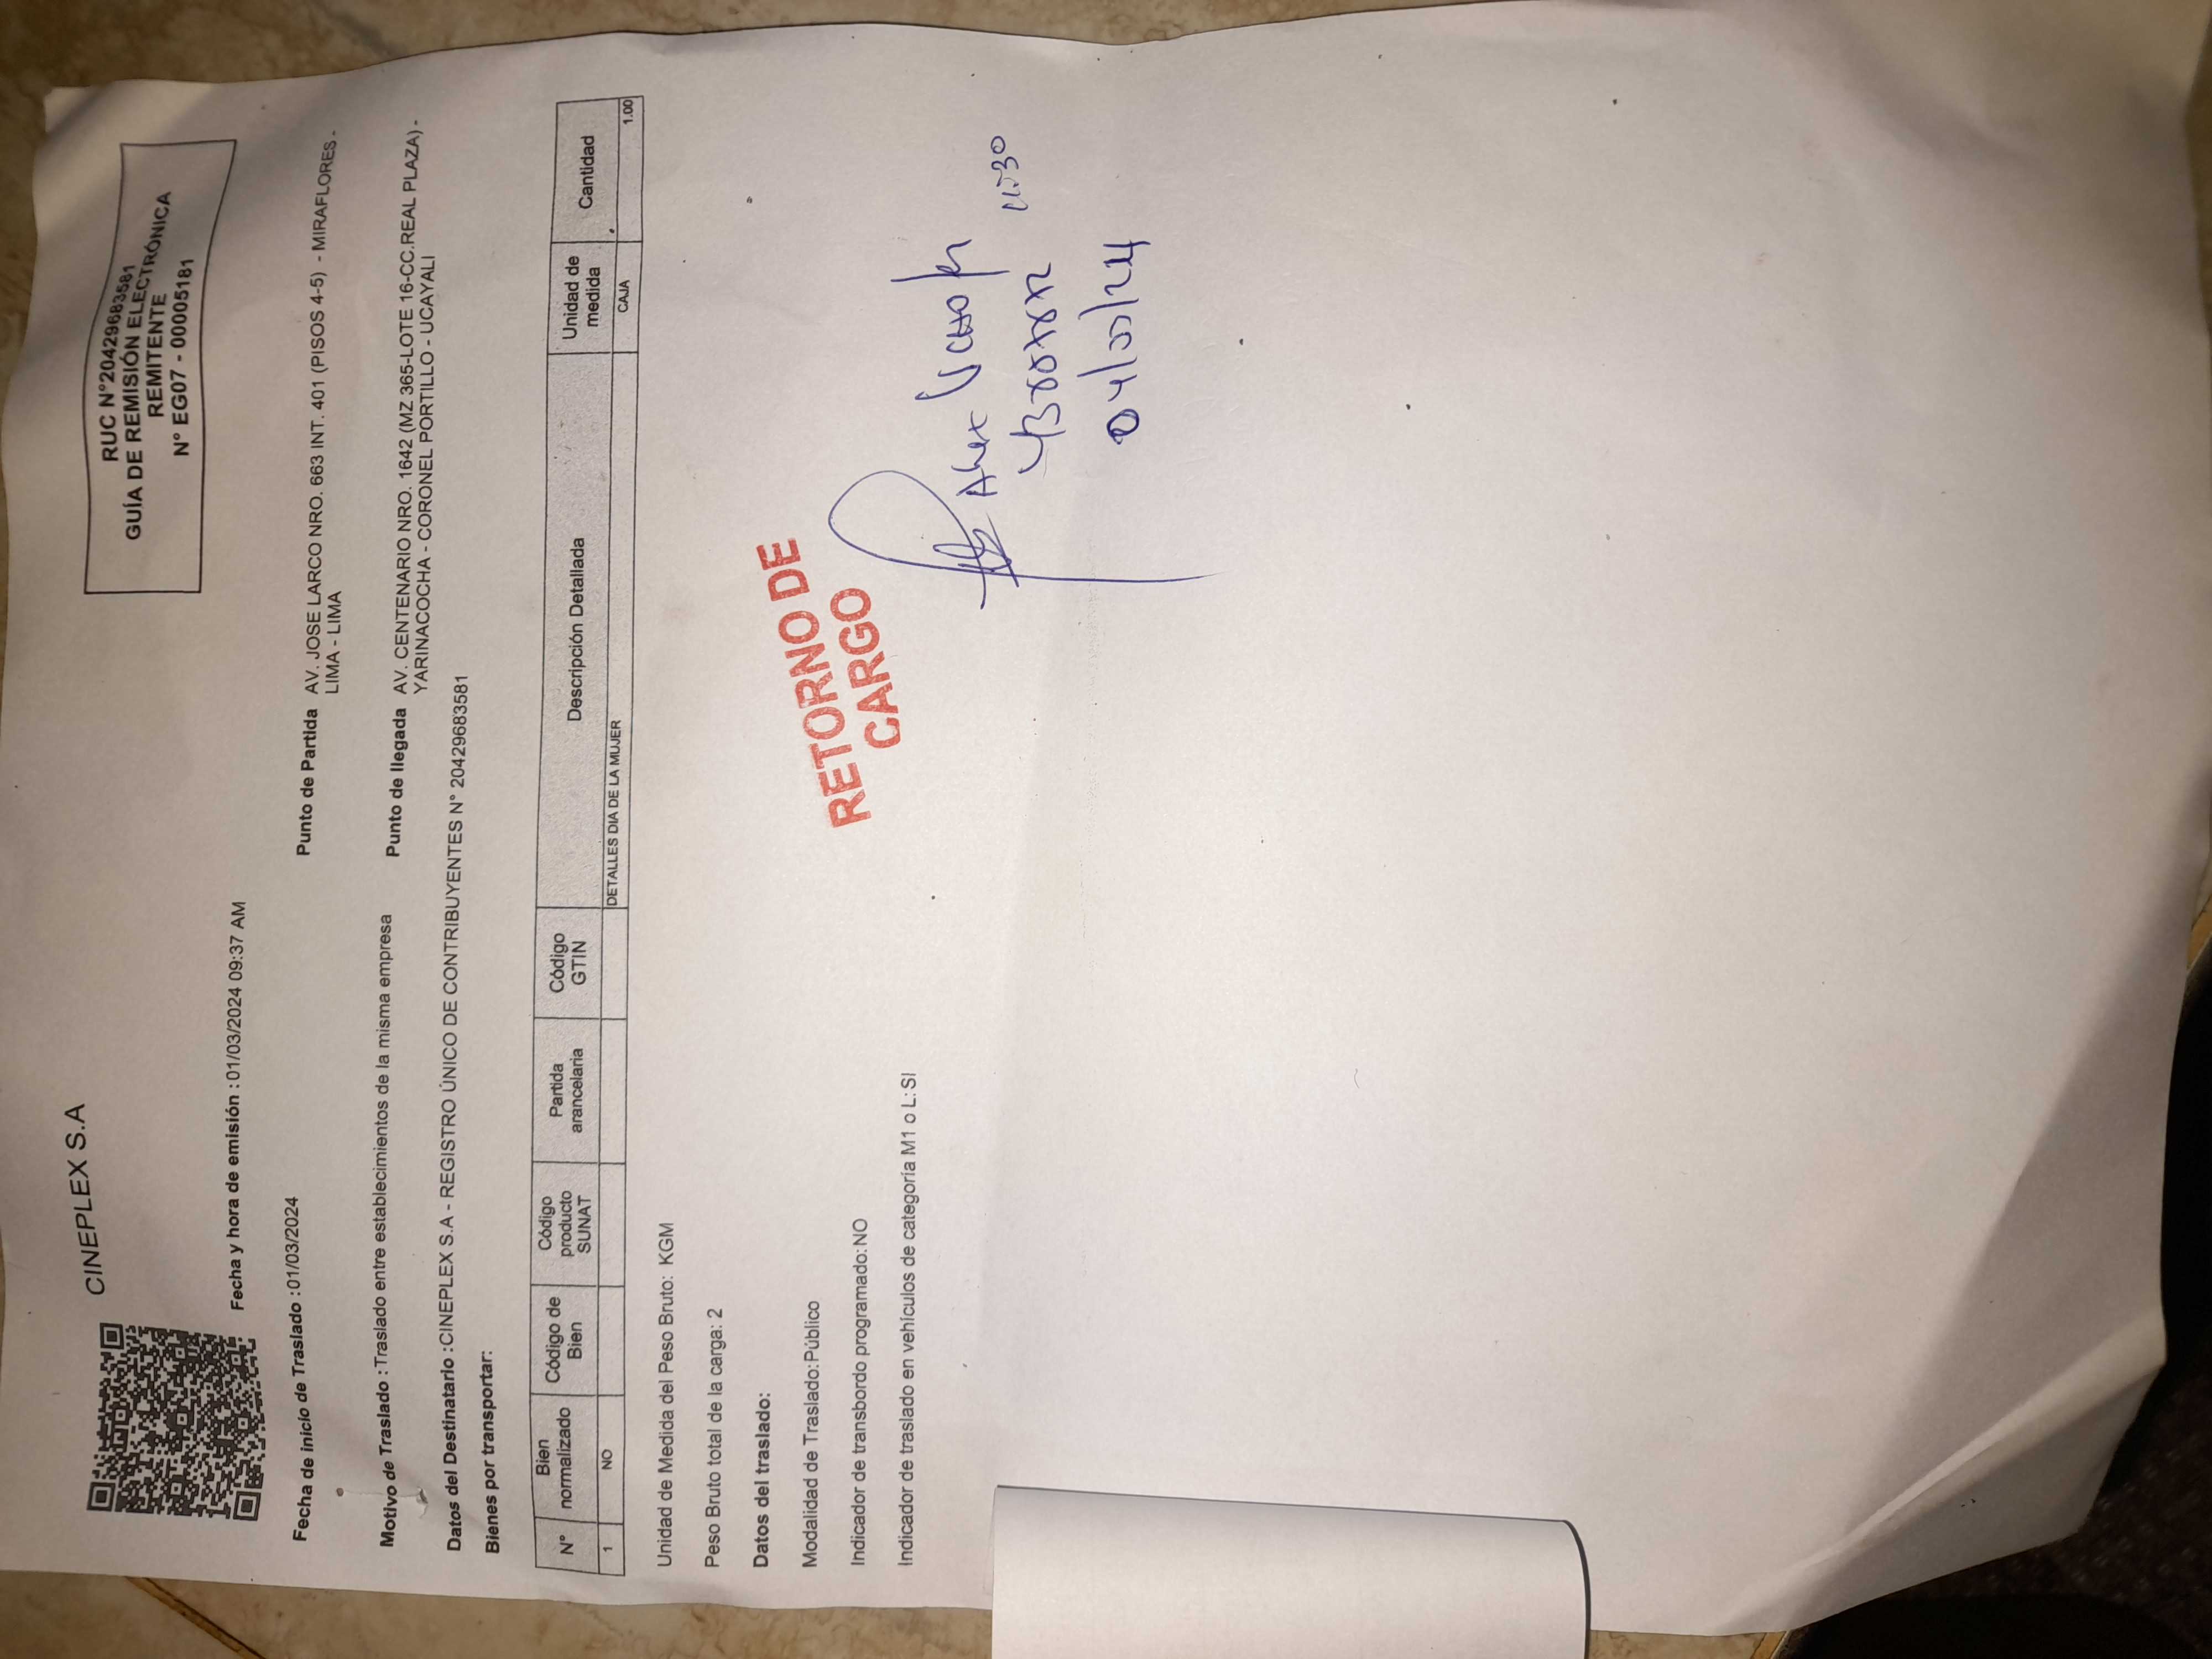 CINEPLEX S.A
RUC N°20429683581
GUÍA DE REMISIÓN ELECTRÓNICA
REMITENTE
N° EG07 - 00005181
Fecha y hora de emisión : 01/03/2024 09:37 AM
Fecha de inicio de Traslado :01/03/2024
Punto de Partida AV. JOSE LARCO NRO. 663 INT. 401 (PISOS 4-5) - MIRAFLORES -
LIMA - LIMA
Motivo de Traslado : Traslado entre establecimientos de la misma empresa
Punto de llegada AV. CENTENARIO NRO. 1642 (MZ 365-LOTE 16-CC.REAL PLAZA) -
YARINACOCHA - CORONEL PORTILLO - UCAYALI
Datos del Destinatario :CINEPLEX S.A - REGISTRO ÚNICO DE CONTRIBUYENTES N° 20429683581
Bienes por transportar:
N° Bien normalizado Código de Bien Código producto SUNAT Partida arancelaria Código GTIN Descripción Detallada Unidad de medida Cantidad
1 NO DETALLES DIA DE LA MUJER CAJA 1.00
Unidad de Medida del Peso Bruto: KGM
Peso Bruto total de la carga: 2
Datos del traslado:
Modalidad de Traslado:Público
Indicador de transbordo programado:NO
Indicador de traslado en vehículos de categoría M1 o L:SI
RETORNO DE
CARGO
04/03/24